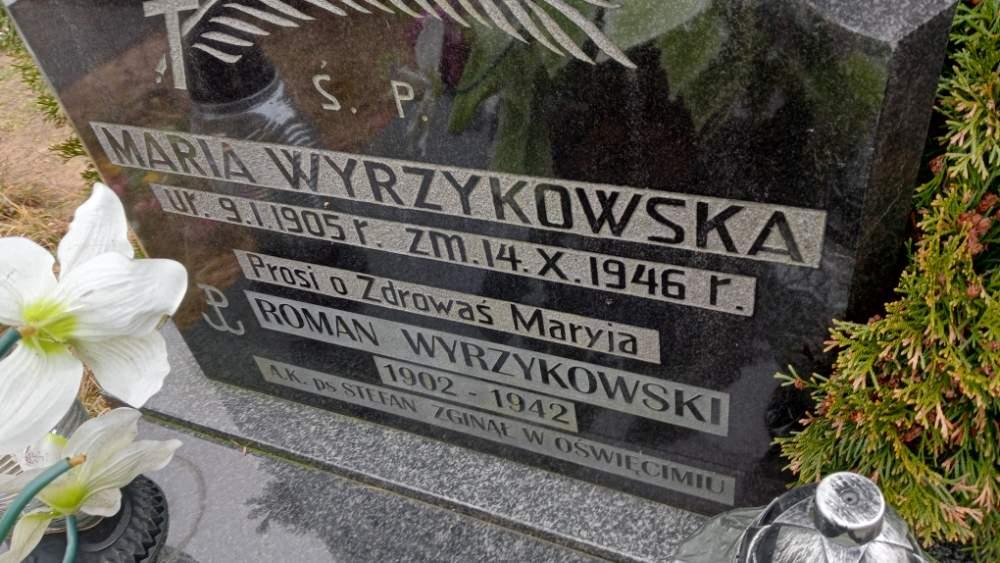 Ś. P.
MARIA WYRZYKOWSKA
ur. 9.I.1905 r. zm. 14.X.1946 r.
Prosi o Zdrowaś Maryia
ROMAN WYRZYKOWSKI
1902 - 1942
A.K. ps STEFAN ZGINĄŁ W OŚWIĘCIMIU